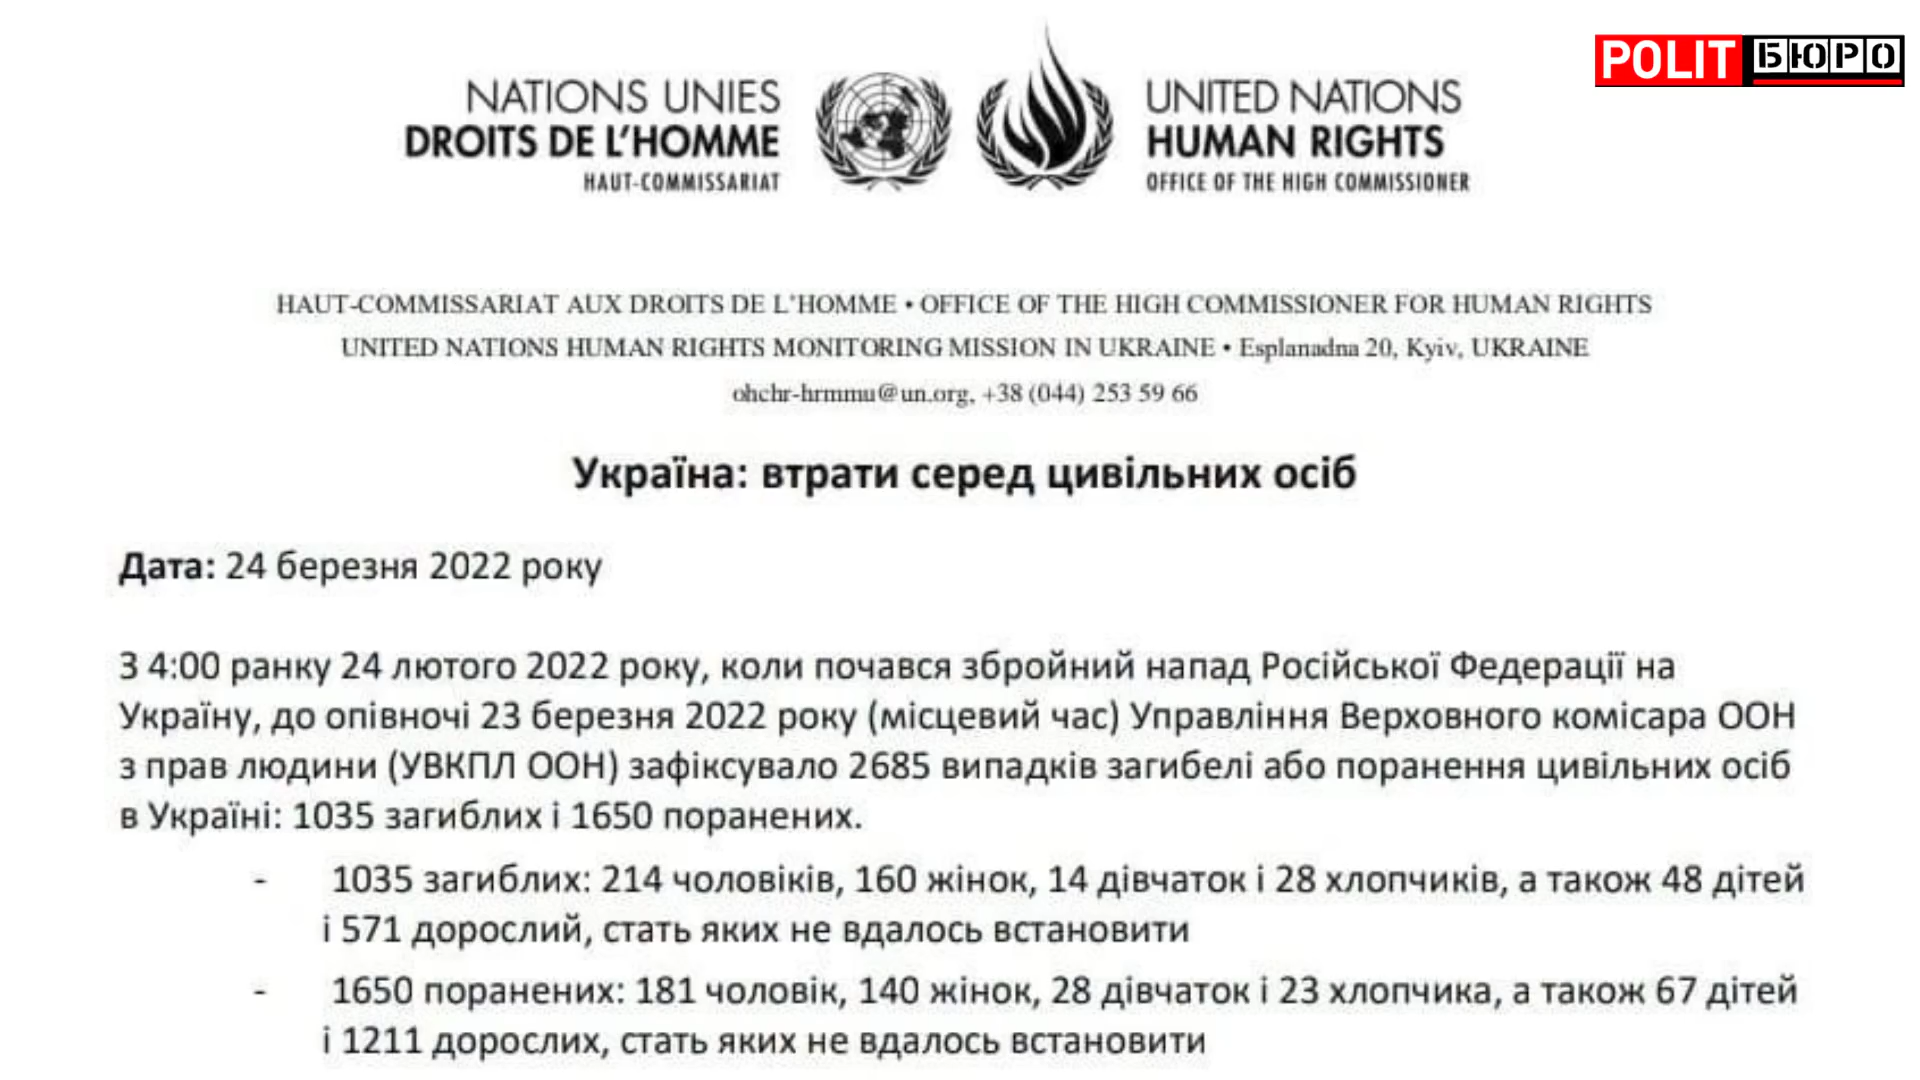 POLIT БЮРО
NATIONS UNIES
DROITS DE L'HOMME
HAUT-COMMISSARIAT
UNITED NATIONS
HUMAN RIGHTS
OFFICE OF THE HIGH COMMISSIONER
HAUT-COMMISSARIAT AUX DROITS DE L'HOMME • OFFICE OF THE HIGH COMMISSIONER FOR HUMAN RIGHTS
UNITED NATIONS HUMAN RIGHTS MONITORING MISSION IN UKRAINE • Esplanadna 20, Kyiv, UKRAINE
ohchr-hrmmu@un.org, +38 (044) 253 59 66
Україна: втрати серед цивільних осіб
Дата: 24 березня 2022 року
З 4:00 ранку 24 лютого 2022 року, коли почався збройний напад Російської Федерації на
Україну, до опівночі 23 березня 2022 року (місцевий час) Управління Верховного комісара ООН
з прав людини (УВКПЛ ООН) зафіксувало 2685 випадків загибелі або поранення цивільних осіб
в Україні: 1035 загиблих і 1650 поранених.
- 1035 загиблих: 214 чоловіків, 160 жінок, 14 дівчаток і 28 хлопчиків, а також 48 дітей
і 571 дорослий, стать яких не вдалось встановити
- 1650 поранених: 181 чоловік, 140 жінок, 28 дівчаток і 23 хлопчика, а також 67 дітей
і 1211 дорослих, стать яких не вдалось встановити